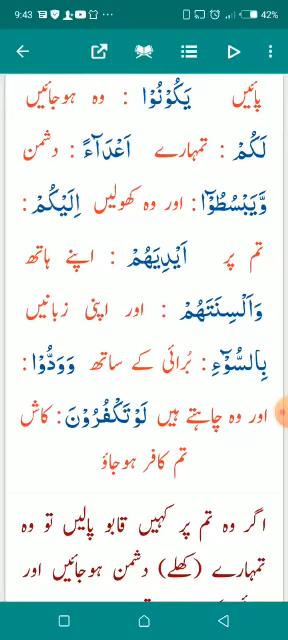 9:43 42%
پائیں يَكُوْنُوْا : وہ ہوجائیں
لَكُمْ : تمہارے اَعْدَآءً : دشمن
وَّيَبْسُطُوْٓا : اور وہ کھولیں اِلَيْكُمْ :
تم پر اَيْدِيَهُمْ : اپنے ہاتھ
وَاَلْسِنَتَهُمْ : اور اپنی زبانیں
بِالسُّوْٓءِ : بُرائی کے ساتھ وَوَدُّوْا :
اور وہ چاہتے ہیں لَوْ تَكْفُرُوْنَ : کاش
تم کافر ہوجاؤ
اگر وہ تم پر کہیں قابو پالیں تو وہ
تمہارے (کھلے) دشمن ہوجائیں اور